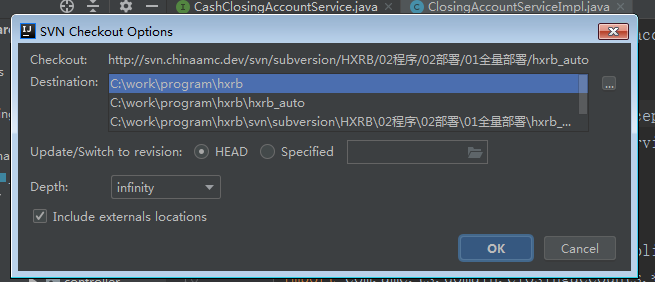 CashClosingAccountService.java
ClosingAccountServiceImpl.java
SVN Checkout Options
Checkout:
http://svn.chinaamc.dev/svn/subversion/HXRB/02程序/02部署/01全量部署/hxrb_auto
Destination:
C:\work\program\hxrb
C:\work\program\hxrb\hxrb_auto
C:\work\program\hxrb\svn\subversion\HXRB\02程序\02部署\01全量部署\hxrb_...
Update/Switch to revision:
HEAD
Specified
Depth:
infinity
Include externals locations
OK
Cancel